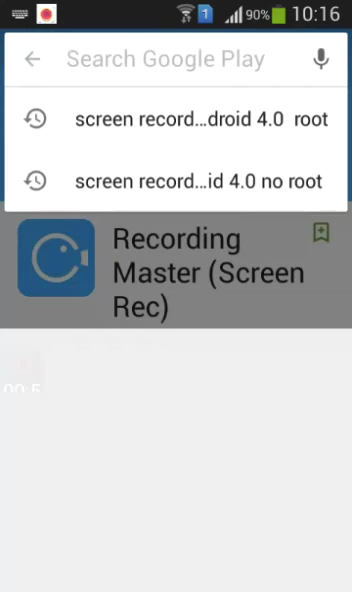 1 90% 10:16
Search Google Play
screen record...droid 4.0 root
screen record...id 4.0 no root
Recording
Master (Screen
Rec)